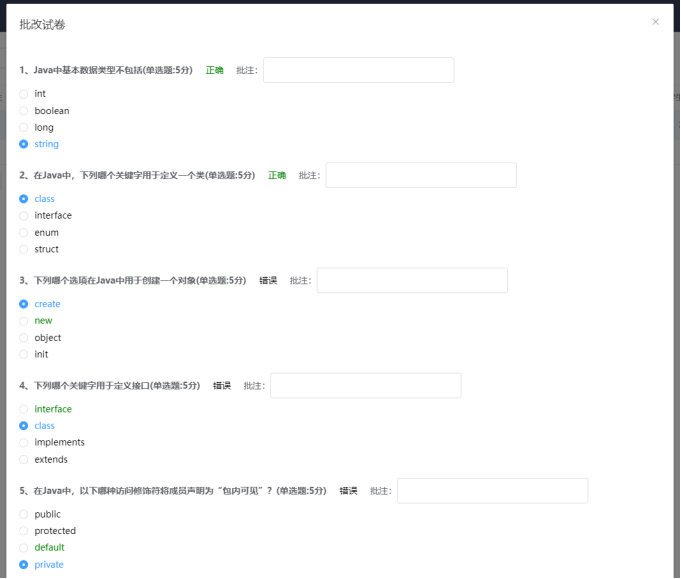 批改试卷
1、Java中基本数据类型不包括(单选题:5分) 正确 批注:
int
boolean
long
string
2、在Java中，下列哪个关键字用于定义一个类(单选题:5分) 正确 批注:
class
interface
enum
struct
3、下列哪个选项在Java中用于创建一个对象(单选题:5分) 错误 批注:
create
new
object
init
4、下列哪个关键字用于定义接口(单选题:5分) 错误 批注:
interface
class
implements
extends
5、在Java中，以下哪种访问修饰符将成员声明为“包内可见”？(单选题:5分) 错误 批注:
public
protected
default
private